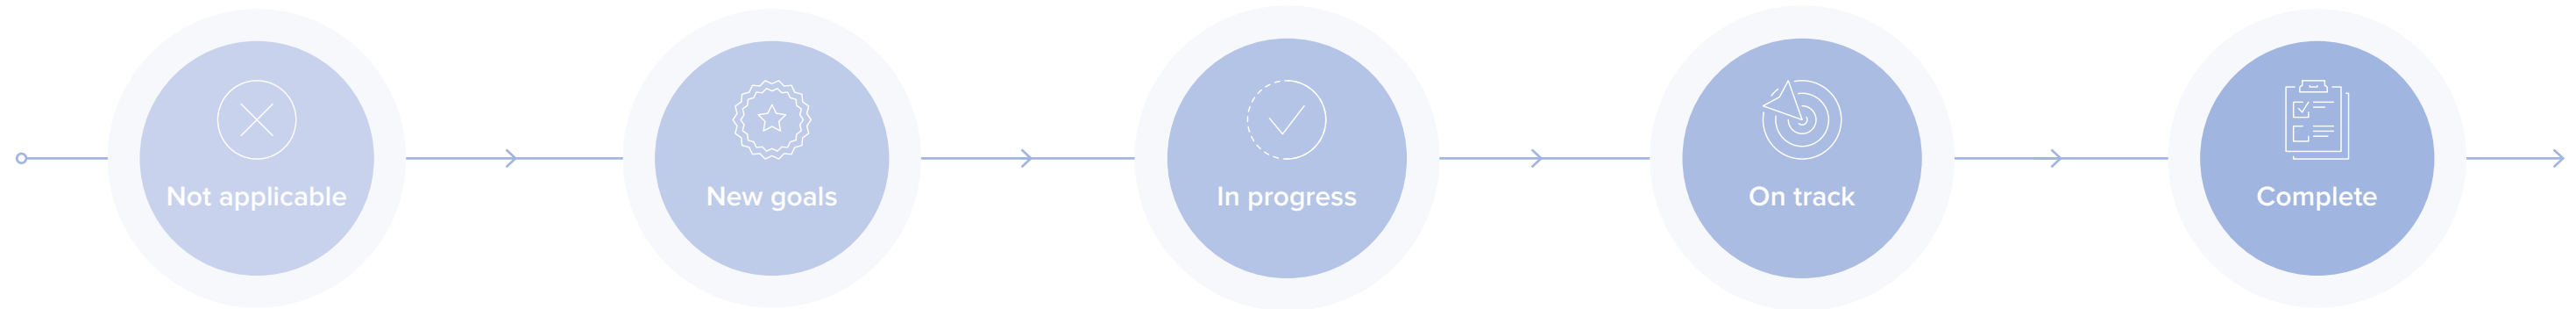 Not applicable
New goals
In progress
On track
Complete